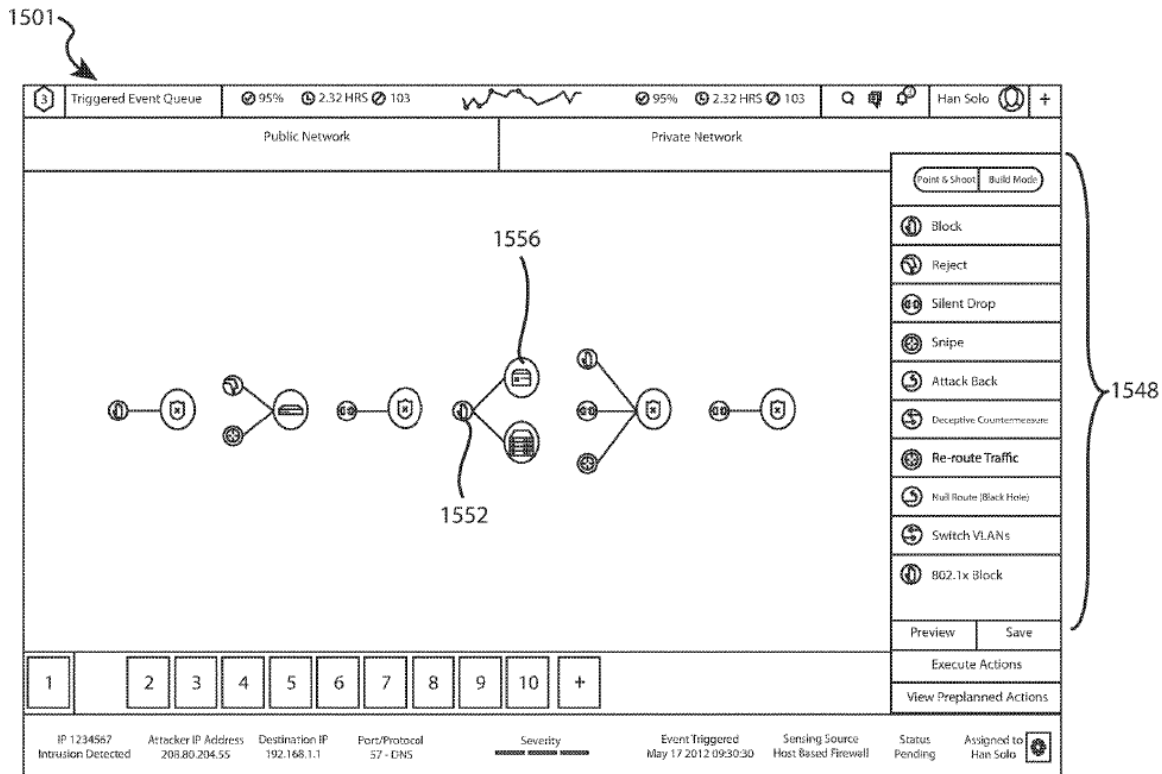 1501
3 Triggered Event Queue 95% 2.32 HRS 103 95% 2.32 HRS 103 Han Solo +
Public Network Private Network
Point & Shoot Build Mode
Block
1556
Reject
Silent Drop
Snipe
Attack Back
1548
Deceptive Countermeasure
Re-route Traffic
Null Route (Black Hole)
1552
Switch VLANs
802.1x Block
Preview Save
Execute Actions
1 2 3 4 5 6 7 8 9 10 +
View Preplanned Actions
IP 1234567 Attacker IP Address Destination IP Port/Protocol Severity Event Triggered Sensing Source Status Assigned to
Intrusion Detected 208.80.204.55 192.168.1.1 57 - DNS May 17 2012 09:30:30 Host Based Firewall Pending Han Solo